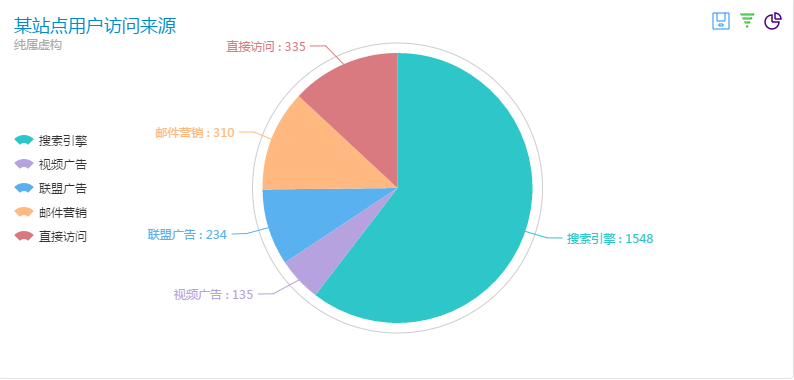 某站点用户访问来源
纯属虚构
直接访问 : 335
邮件营销 : 310
搜索引擎
视频广告
联盟广告
邮件营销
直接访问
联盟广告 : 234
搜索引擎 : 1548
视频广告 : 135